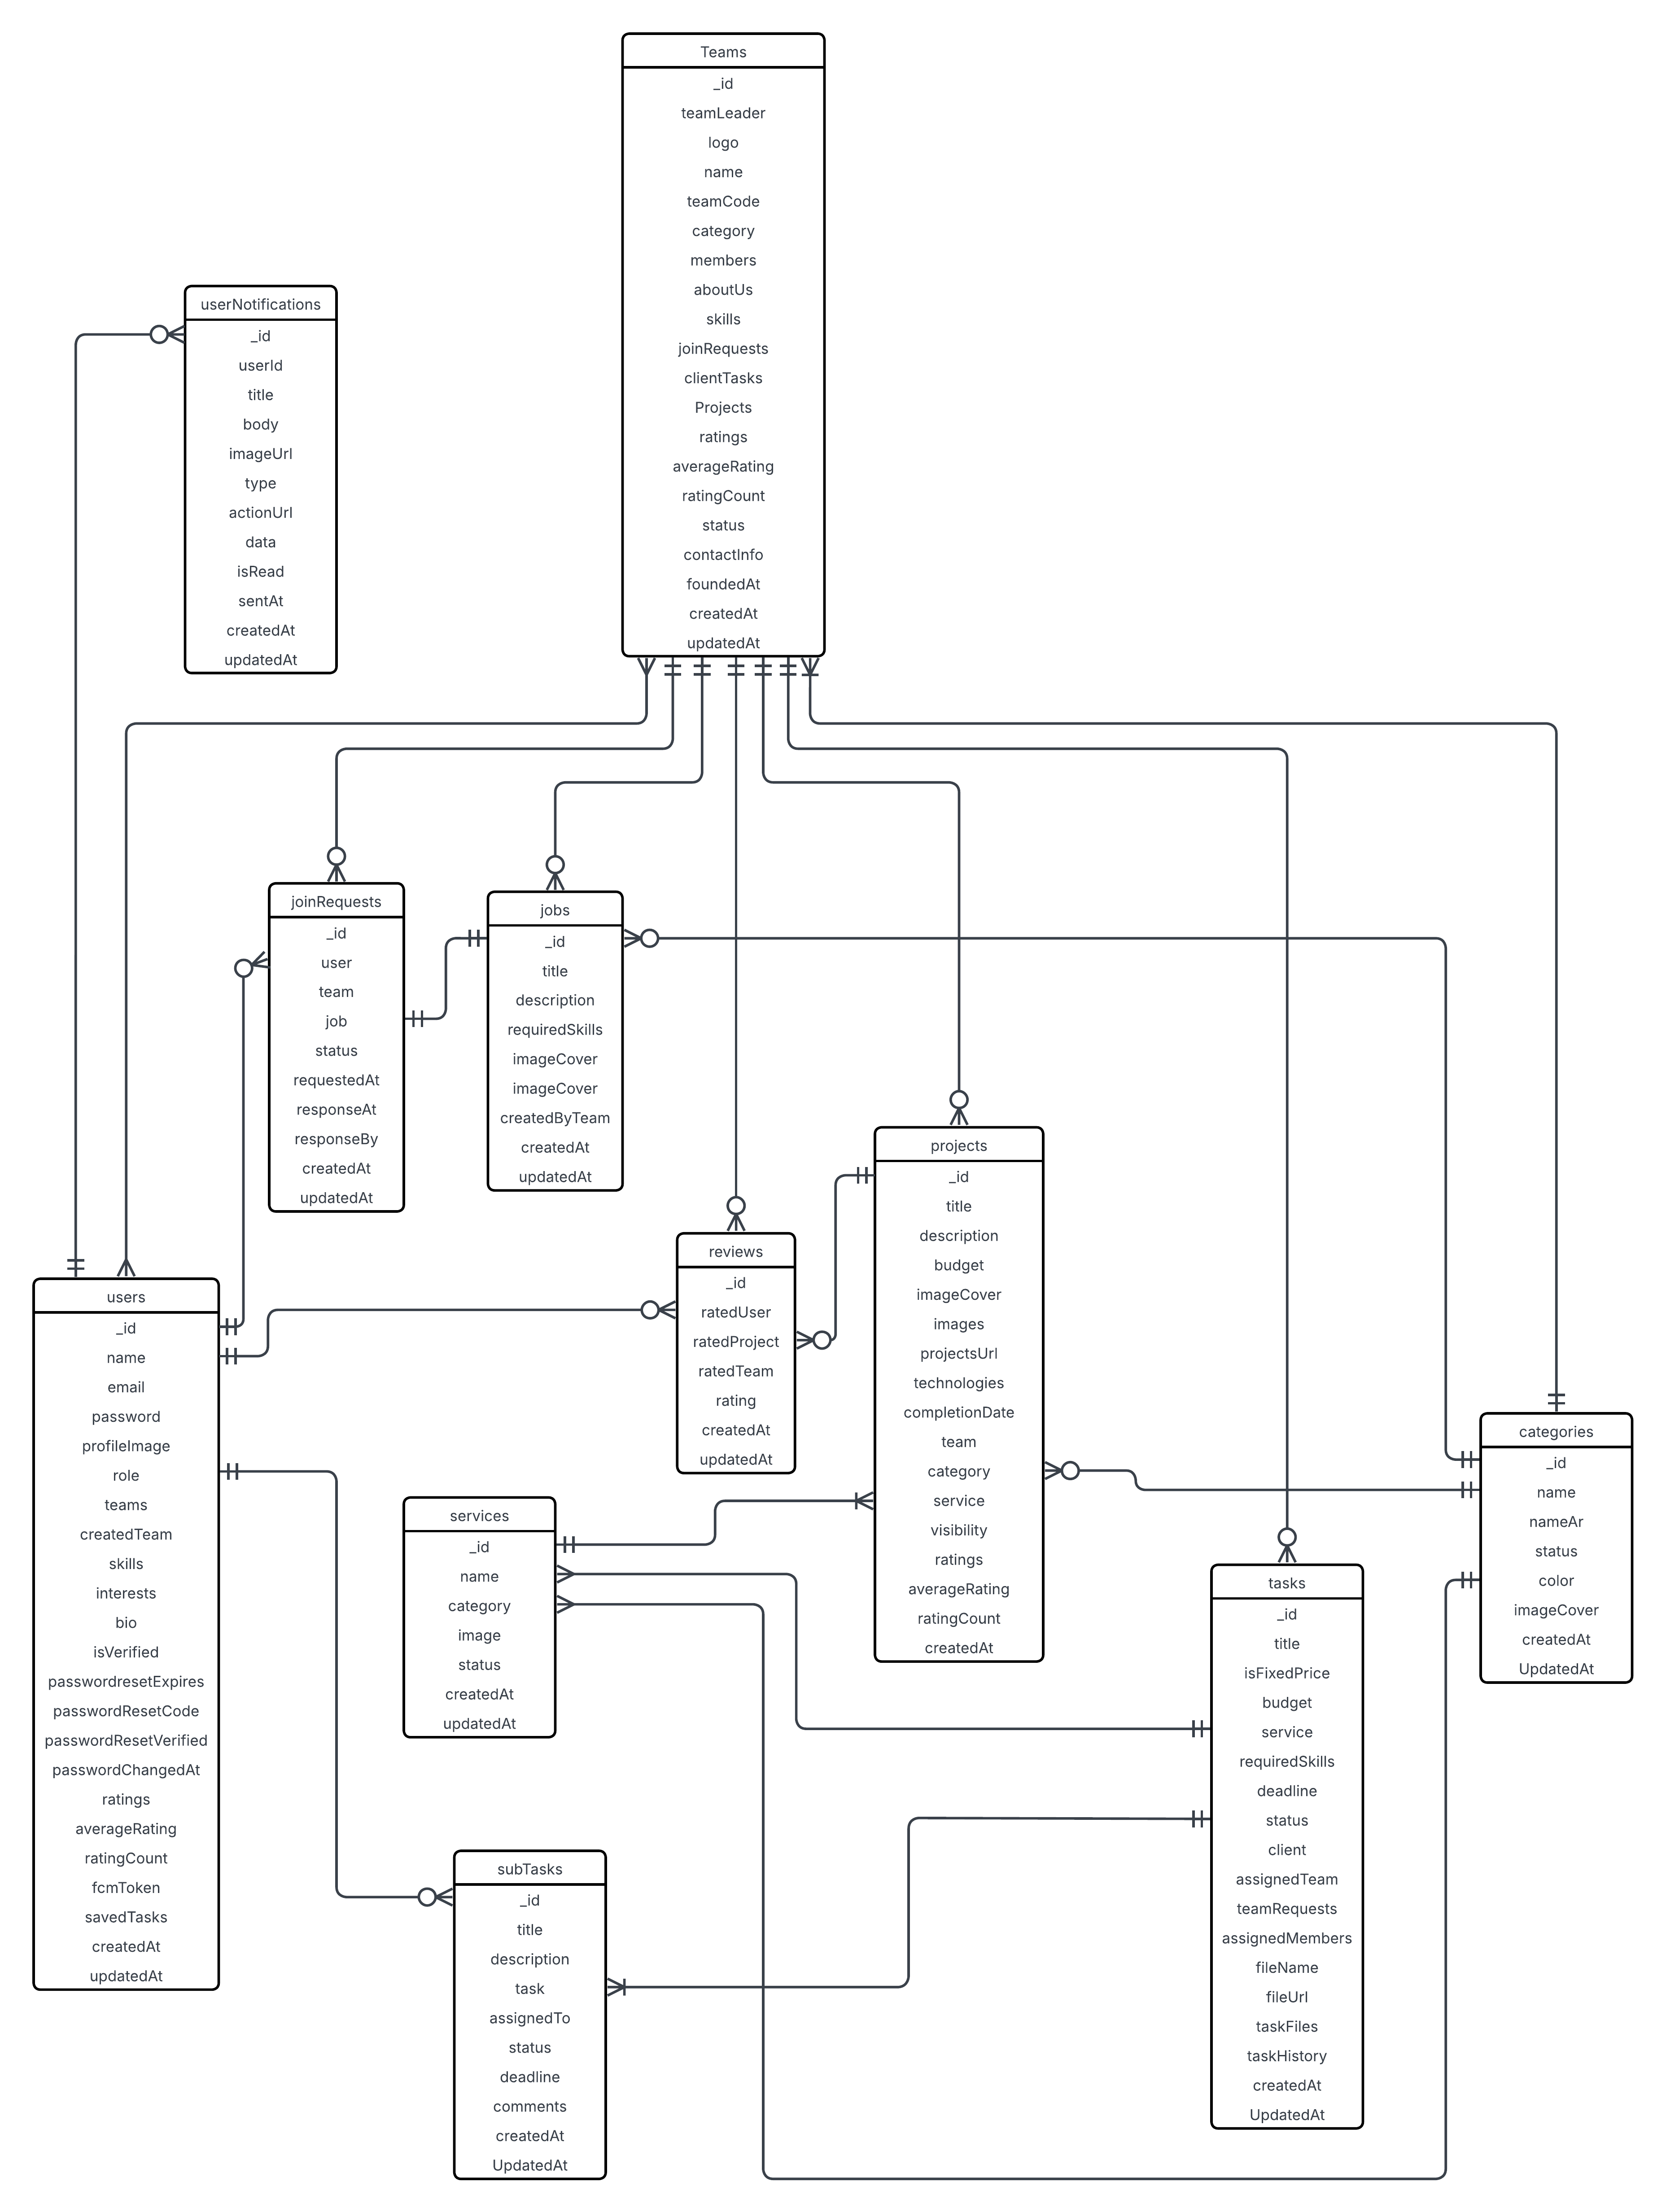 Teams
_id
teamLeader
logo
name
teamCode
category
members
aboutUs
skills
joinRequests
clientTasks
Projects
ratings
averageRating
ratingCount
status
contactInfo
foundedAt
createdAt
updatedAt
userNotifications
_id
userId
title
body
imageUrl
type
actionUrl
data
isRead
sentAt
createdAt
updatedAt
joinRequests
_id
user
team
job
status
requestedAt
responseAt
responseBy
createdAt
updatedAt
jobs
_id
title
description
requiredSkills
imageCover
imageCover
createdByTeam
createdAt
updatedAt
projects
_id
title
description
budget
imageCover
images
projectsUrl
technologies
completionDate
team
category
service
visibility
ratings
averageRating
ratingCount
createdAt
reviews
_id
ratedUser
ratedProject
ratedTeam
rating
createdAt
updatedAt
users
_id
name
email
password
profileImage
role
teams
createdTeam
skills
interests
bio
isVerified
passwordresetExpires
passwordResetCode
passwordResetVerified
passwordChangedAt
ratings
averageRating
ratingCount
fcmToken
savedTasks
createdAt
updatedAt
categories
_id
name
nameAr
status
color
imageCover
createdAt
UpdatedAt
services
_id
name
category
image
status
createdAt
updatedAt
tasks
_id
title
isFixedPrice
budget
service
requiredSkills
deadline
status
client
assignedTeam
teamRequests
assignedMembers
fileName
fileUrl
taskFiles
taskHistory
createdAt
UpdatedAt
subTasks
_id
title
description
task
assignedTo
status
deadline
comments
createdAt
UpdatedAt